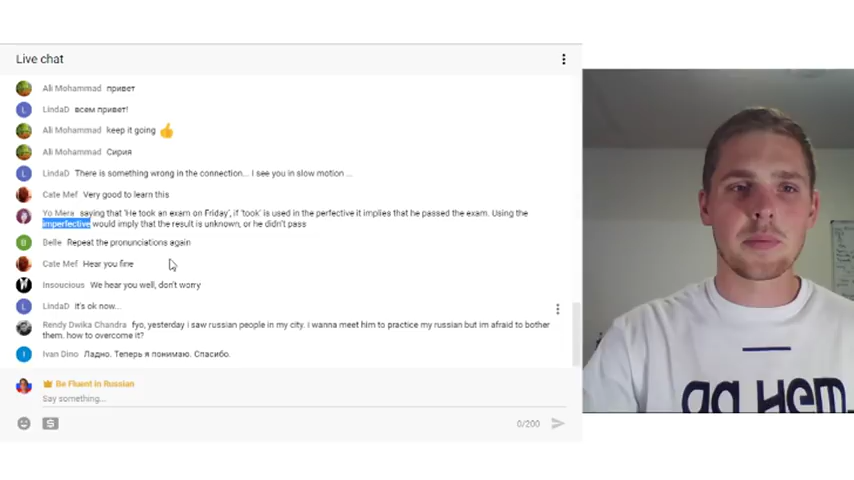 Live chat
Ali Mohammad привет
LindaD всем привет!
Ali Mohammad keep it going
Ali Mohammad Сирия
LindaD There is something wrong in the connection... I see you in slow motion ...
Cate Mef Very good to learn this
Yo Mera saying that 'He took an exam on Friday', if 'took' is used in the perfective it implies that he passed the exam. Using the
imperfective would imply that the result is unknown, or he didn't pass
Belle Repeat the pronunciations again
Cate Mef Hear you fine
Insoucious We hear you well, don't worry
LindaD It's ok now...
Rendy Dwika Chandra fyo, yesterday i saw russian people in my city. i wanna meet him to practice my russian but im afraid to bother
them. how to overcome it?
Ivan Dino Ладно. Теперь я понимаю. Спасибо.
Be Fluent in Russian
Say something...
0/200
да нет